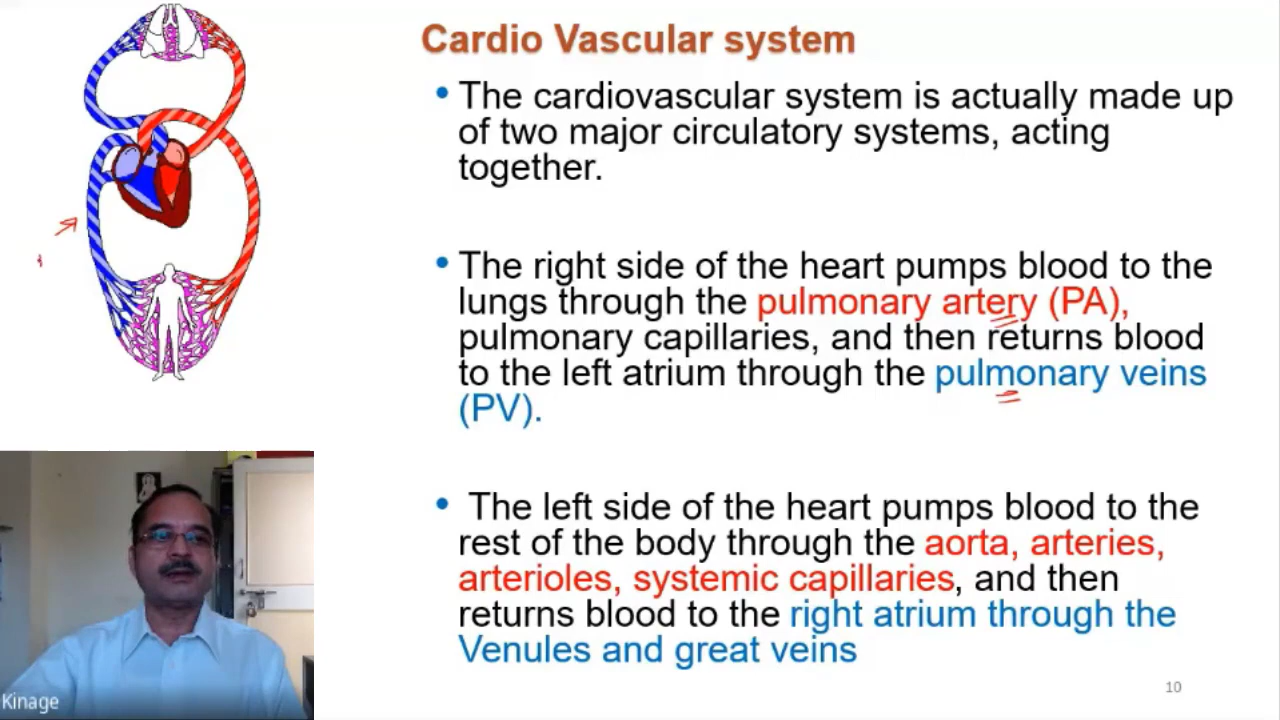 Cardio Vascular system
• The cardiovascular system is actually made up
of two major circulatory systems, acting
together.
• The right side of the heart pumps blood to the
lungs through the pulmonary artery (PA),
pulmonary capillaries, and then returns blood
to the left atrium through the pulmonary veins
(PV).
• The left side of the heart pumps blood to the
rest of the body through the aorta, arteries,
arterioles, systemic capillaries, and then
returns blood to the right atrium through the
Venules and great veins
Kinage
10